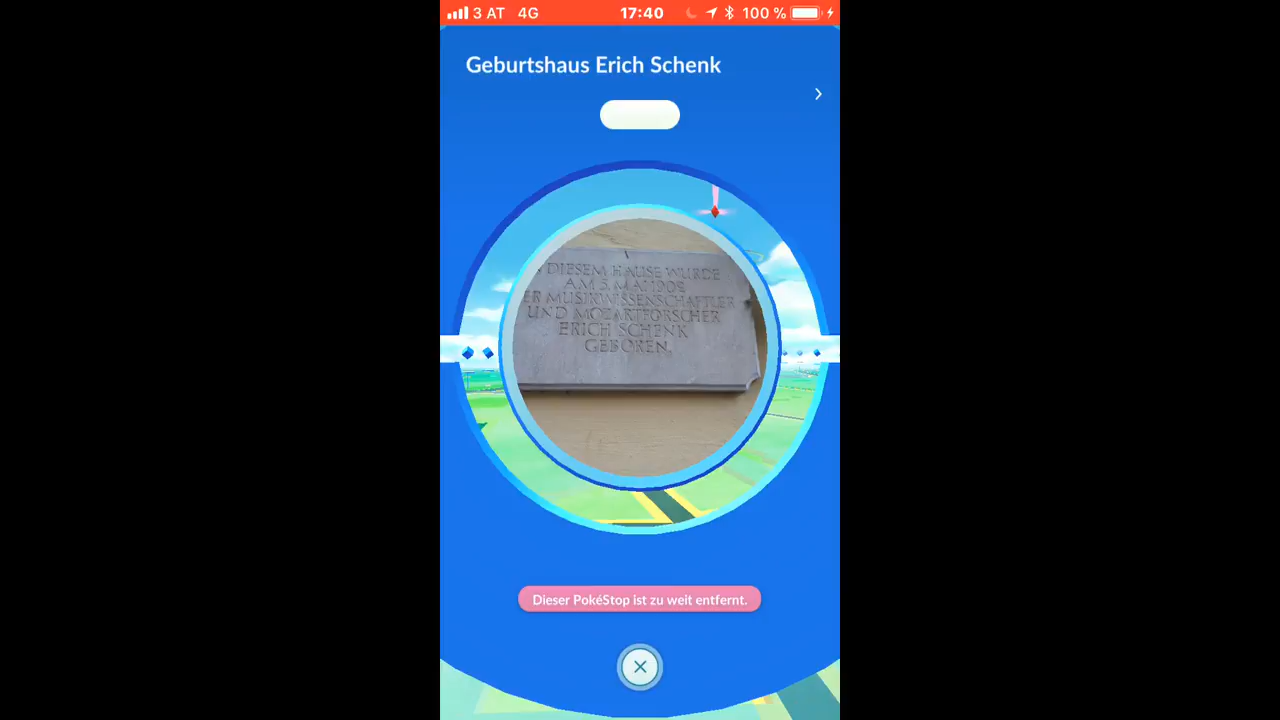 3 AT 4G 17:40 100 %
Geburtshaus Erich Schenk
DIESEM HAUSE WURDE
AM 5. MAI 1902
ER MUSIKWISSENSCHAFTLER
UND MOZARTFORSCHER
ERICH SCHENK
GEBOREN.
Dieser PokéStop ist zu weit entfernt.